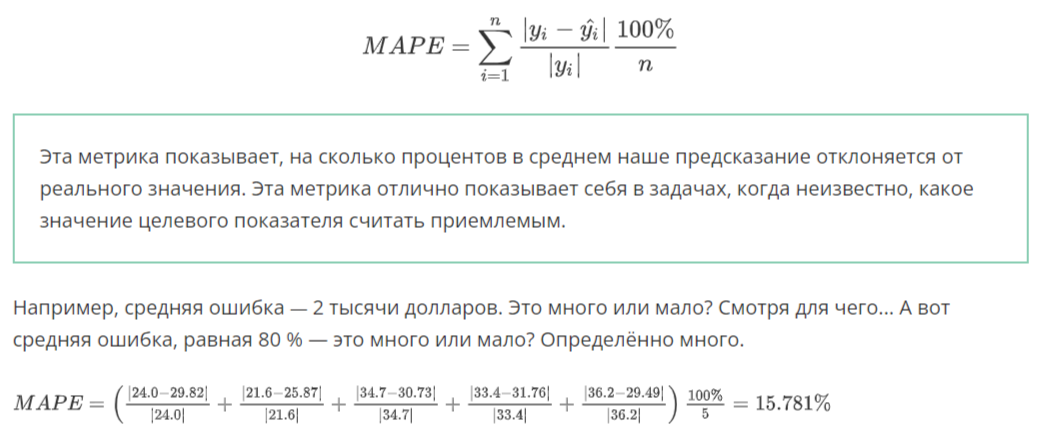 MAPE = \sum_{i=1}^{n} \frac{|y_i - \hat{y}_i|}{|y_i|} \frac{100\%}{n}
Эта метрика показывает, на сколько процентов в среднем наше предсказание отклоняется от
реального значения. Эта метрика отлично показывает себя в задачах, когда неизвестно, какое
значение целевого показателя считать приемлемым.
Например, средняя ошибка — 2 тысячи долларов. Это много или мало? Смотря для чего... А вот
средняя ошибка, равная 80 % — это много или мало? Определённо много.
MAPE = \left( \frac{|24.0-29.82|}{|24.0|} + \frac{|21.6-25.87|}{|21.6|} + \frac{|34.7-30.73|}{|34.7|} + \frac{|33.4-31.76|}{|33.4|} + \frac{|36.2-29.49|}{|36.2|} \right) \frac{100\%}{5} = 15.781\%